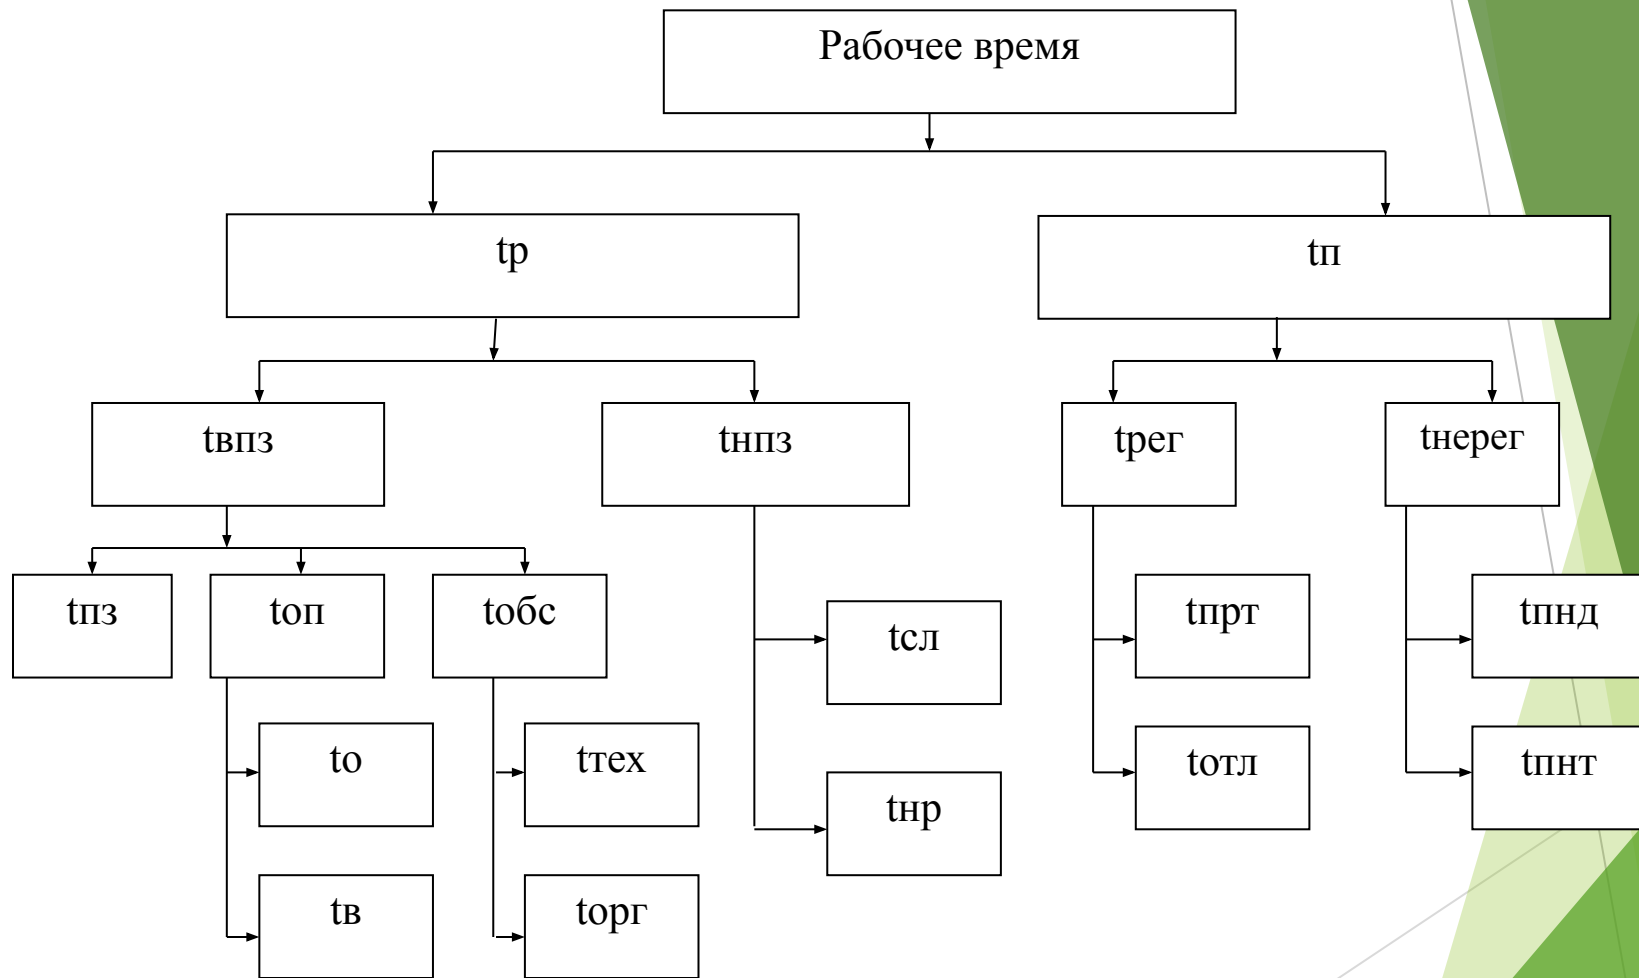 Рабочее время
tр
tп
tвпз
tнпз
tрег
tнерег
tпз
tоп
tобс
tсл
tпрт
tпнд
tо
tтех
tнр
tотл
tпнт
tв
tорг